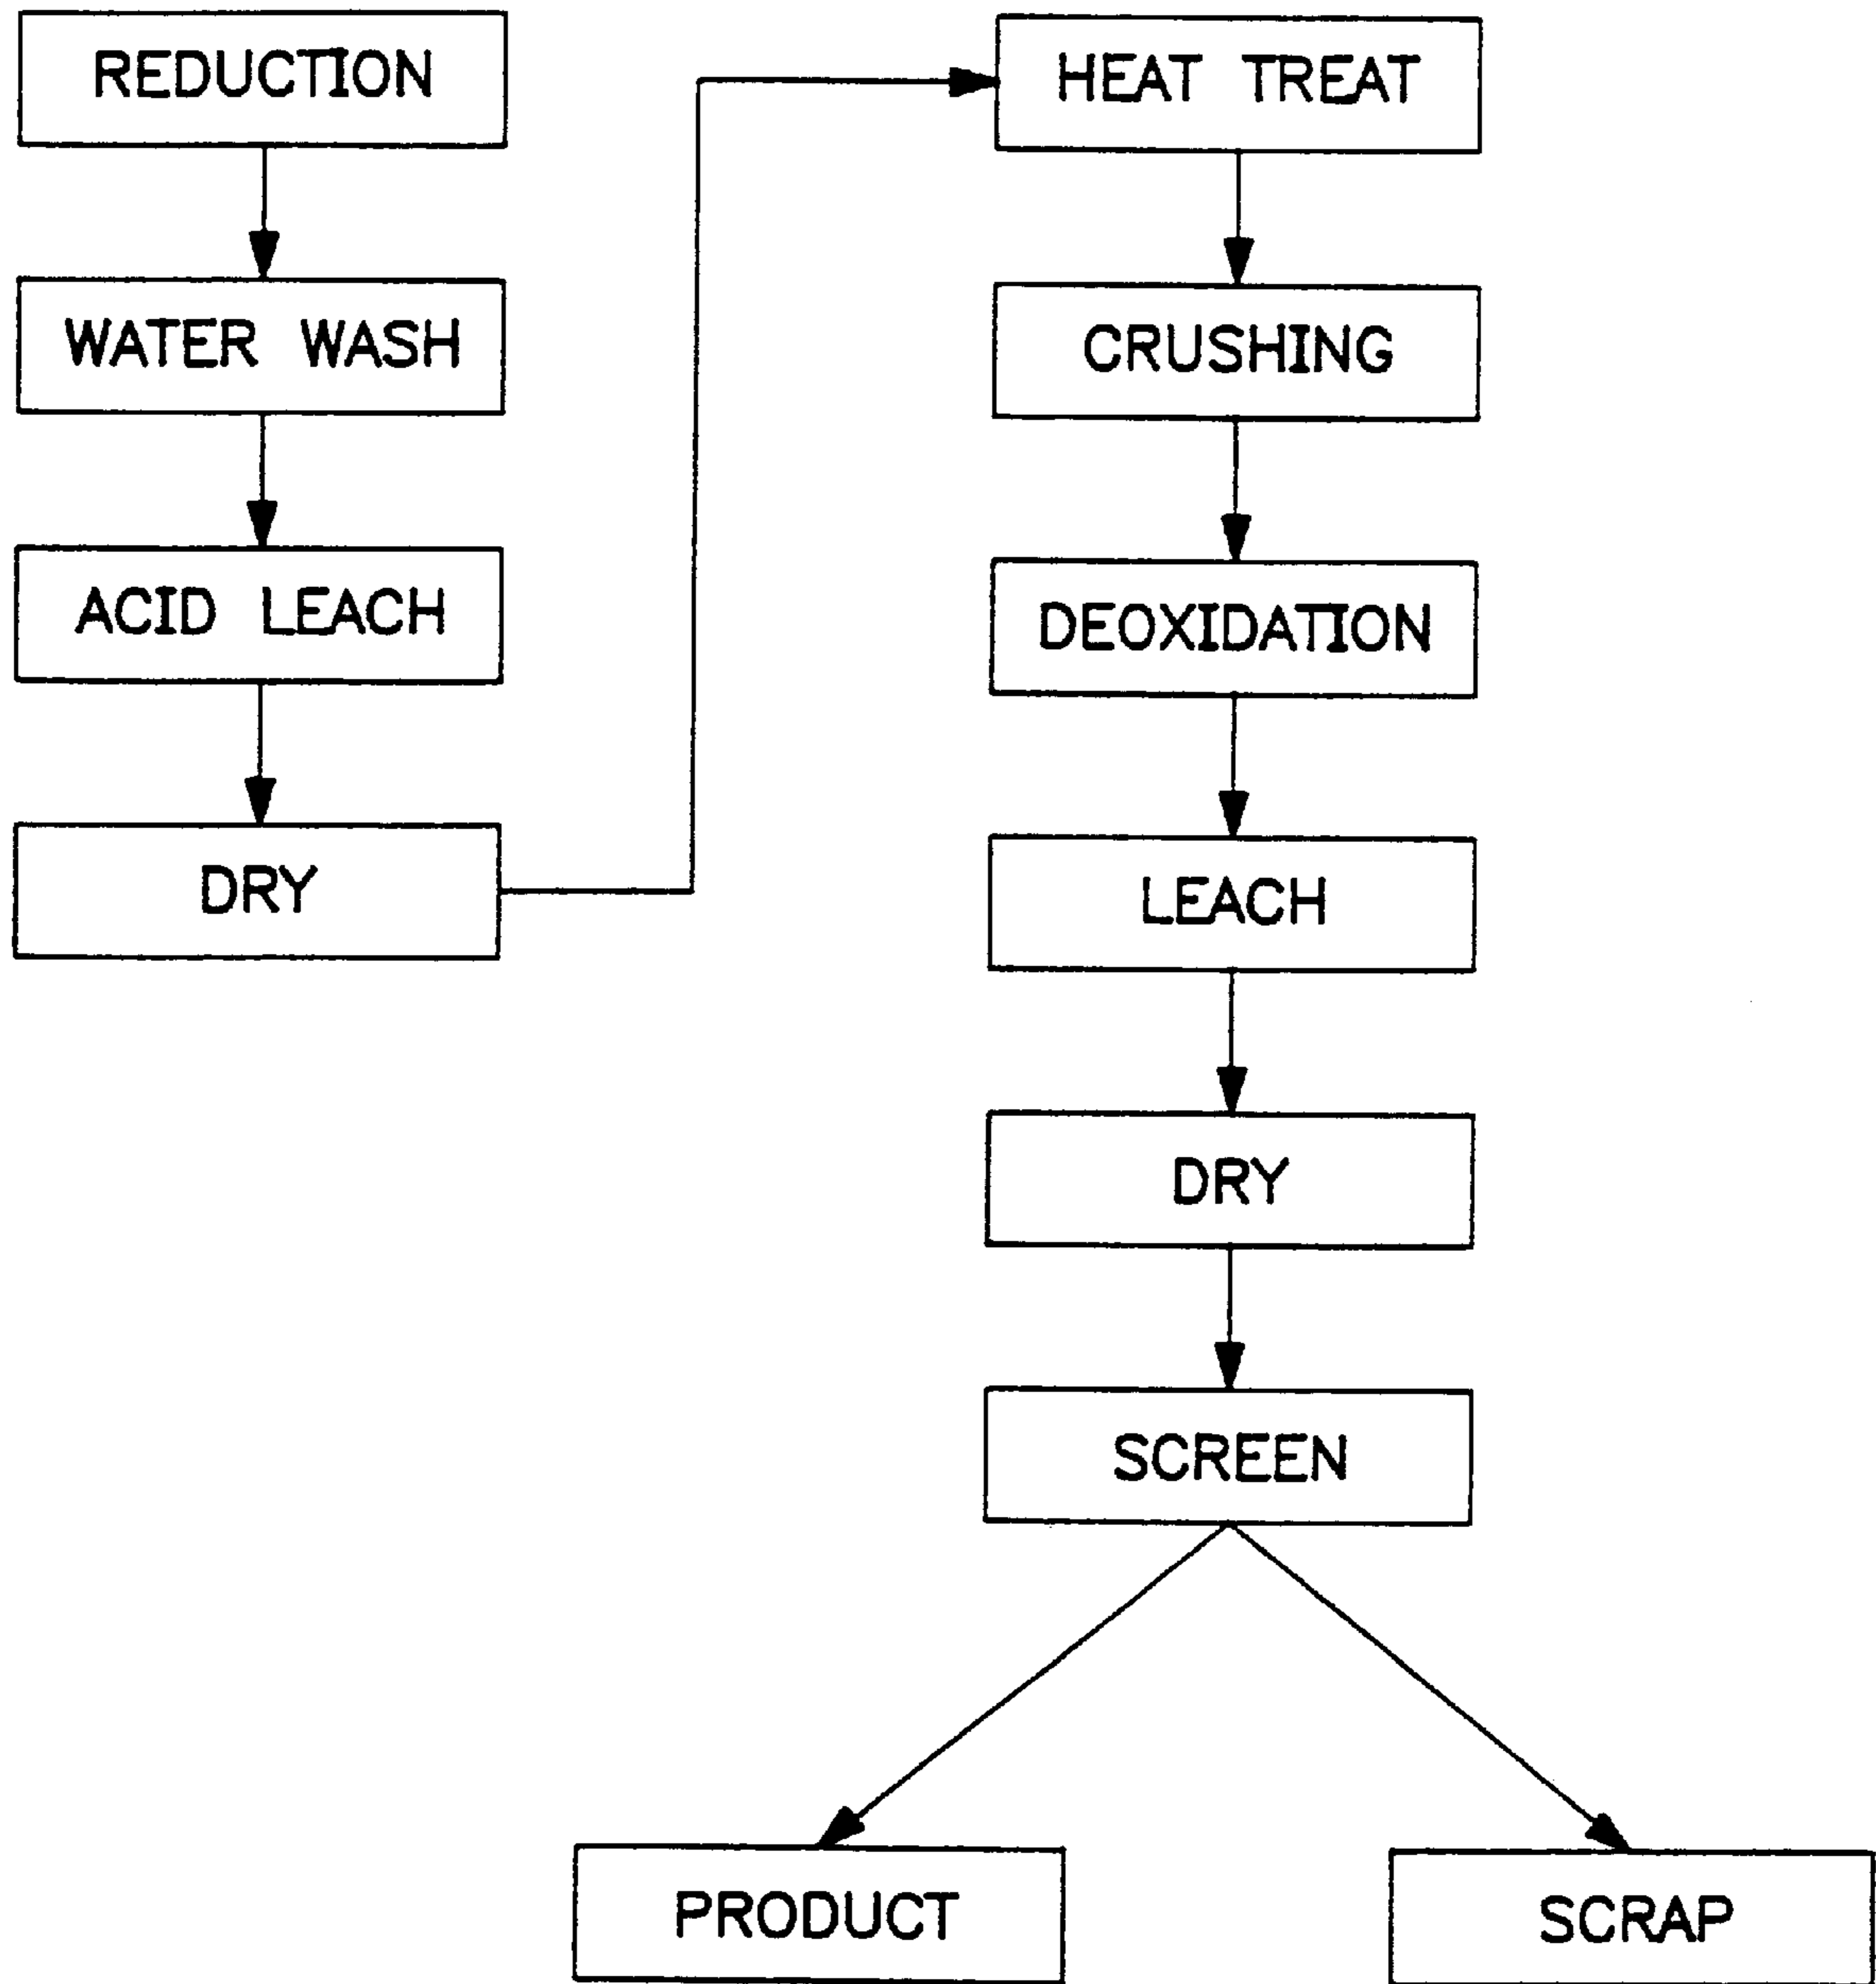 REDUCTION
WATER WASH
ACID LEACH
DRY
HEAT TREAT
CRUSHING
DEOXIDATION
LEACH
DRY
SCREEN
PRODUCT
SCRAP